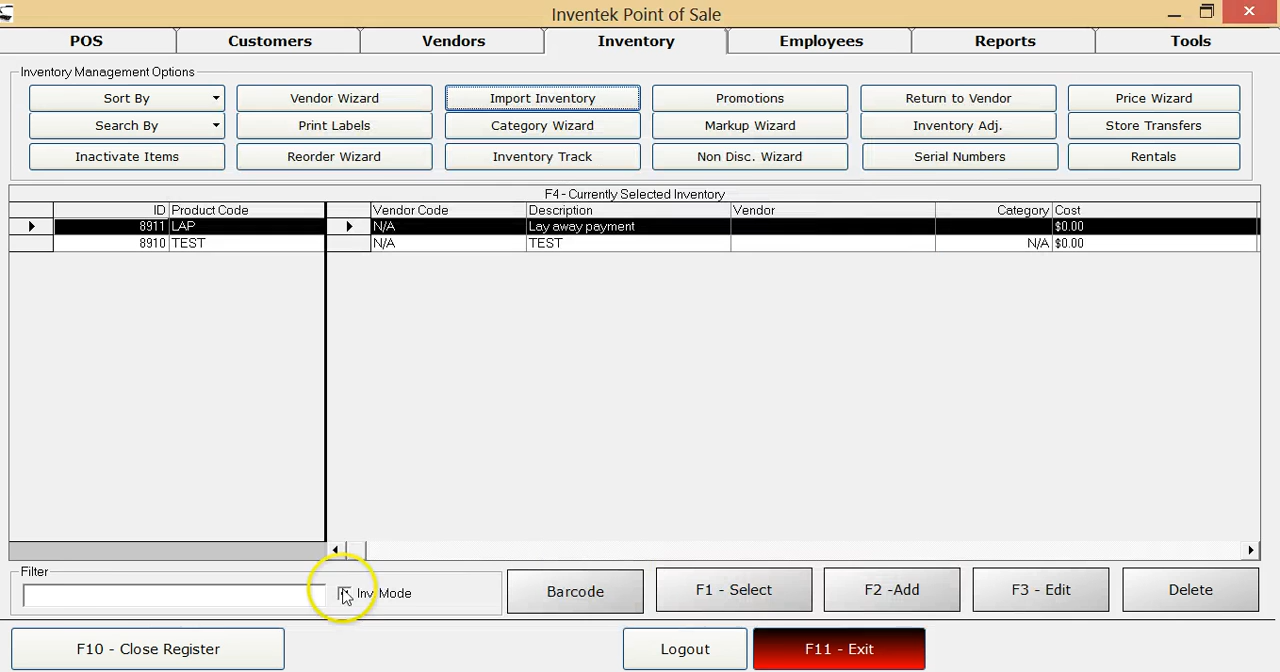 Inventek Point of Sale
POS Customers Vendors Inventory Employees Reports Tools
Inventory Management Options
Sort By Vendor Wizard Import Inventory Promotions Return to Vendor Price Wizard
Search By Print Labels Category Wizard Markup Wizard Inventory Adj. Store Transfers
Inactivate Items Reorder Wizard Inventory Track Non Disc. Wizard Serial Numbers Rentals
F4 - Currently Selected Inventory
ID Product Code Vendor Code Description Vendor Category Cost
8911 LAP N/A Lay away payment $0.00
8910 TEST N/A TEST N/A $0.00
Filter
Inv Mode Barcode F1 - Select F2 -Add F3 - Edit Delete
F10 - Close Register Logout F11 - Exit